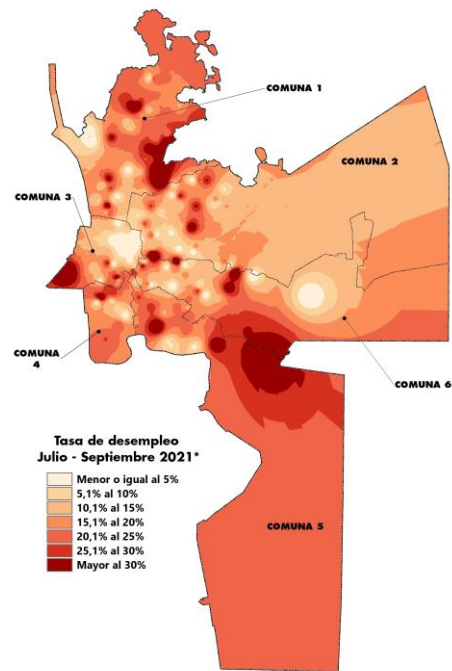 COMUNA 1
COMUNA 2
COMUNA 3
COMUNA
4
COMUNA 6
COMUNA 5
Tasa de desempleo
Julio - Septiembre 2021*
Menor o igual al 5%
5,1% al 10%
10,1% al 15%
15,1% al 20%
20,1% al 25%
25,1% al 30%
Mayor al 30%